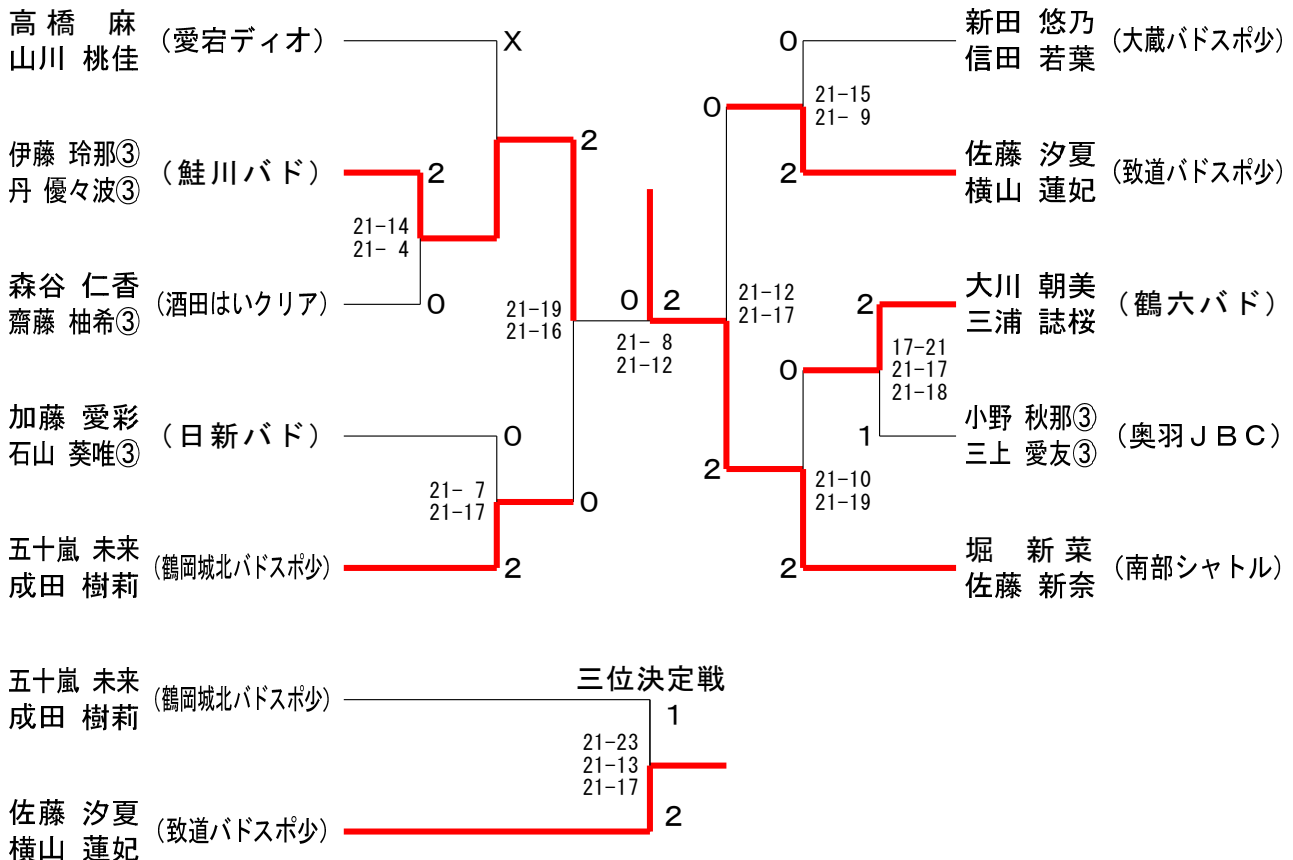 高橋 麻
山川 桃佳
(愛宕ディオ)
X
伊藤 玲那③
丹 優々波③
(鮭川バド)
2
21-14
21- 4
2
森谷 仁香
齋藤 柚希③
(酒田はいクリア)
0
21-19
21-16
加藤 愛彩
石山 葵唯③
(日新バド)
0
21- 7
21-17
0
五十嵐 未来
成田 樹莉
(鶴岡城北バドスポ少)
2
0
2
21- 8
21-12
0
新田 悠乃
信田 若葉
(大蔵バドスポ少)
0
21-15
21- 9
2
佐藤 汐夏
横山 蓮妃
(致道バドスポ少)
21-12
21-17
2
大川 朝美
三浦 誌桜
(鶴六バド)
0
17-21
21-17
21-18
1
小野 秋那③
三上 愛友③
(奥羽JBC)
2
21-10
21-19
2
堀 新菜
佐藤 新奈
(南部シャトル)
三位決定戦
五十嵐 未来
成田 樹莉
(鶴岡城北バドスポ少)
1
21-23
21-13
21-17
佐藤 汐夏
横山 蓮妃
(致道バドスポ少)
2